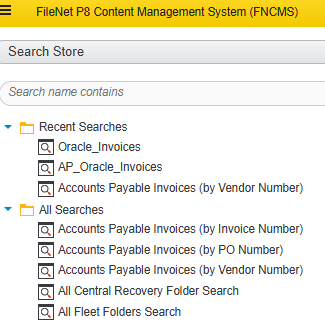 FileNet P8 Content Management System (FNCMS)
Search Store
Search name contains
Recent Searches
Oracle_Invoices
AP_Oracle_Invoices
Accounts Payable Invoices (by Vendor Number)
All Searches
Accounts Payable Invoices (by Invoice Number)
Accounts Payable Invoices (by PO Number)
Accounts Payable Invoices (by Vendor Number)
All Central Recovery Folder Search
All Fleet Folders Search